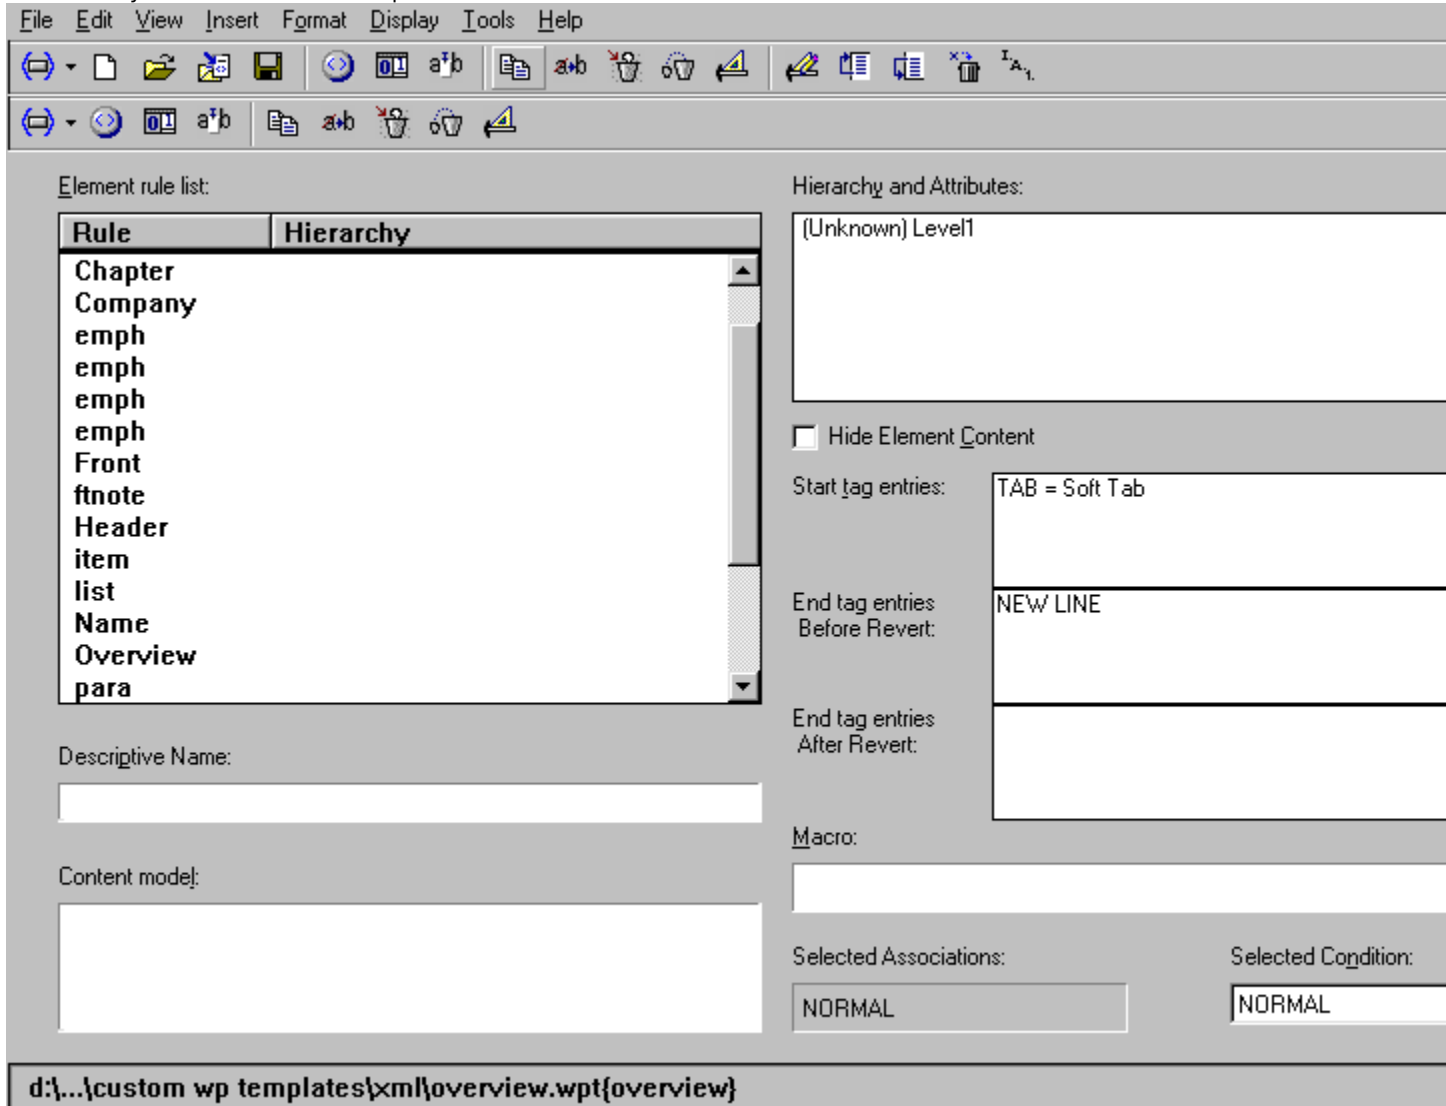 File Edit View Insert Format Display Tools Help
Element rule list:
Rule Hierarchy
Chapter
Company
emph
emph
emph
emph
Front
ftnote
Header
item
list
Name
Overview
para
Descriptive Name:
Content model:
Hierarchy and Attributes:
(Unknown) Level1
Hide Element Content
Start tag entries:
TAB = Soft Tab
End tag entries
Before Revert:
NEW LINE
End tag entries
After Revert:
Macro:
Selected Associations:
NORMAL
Selected Condition:
NORMAL
d:\...\custom wp templates\xml\overview.wpt{overview}